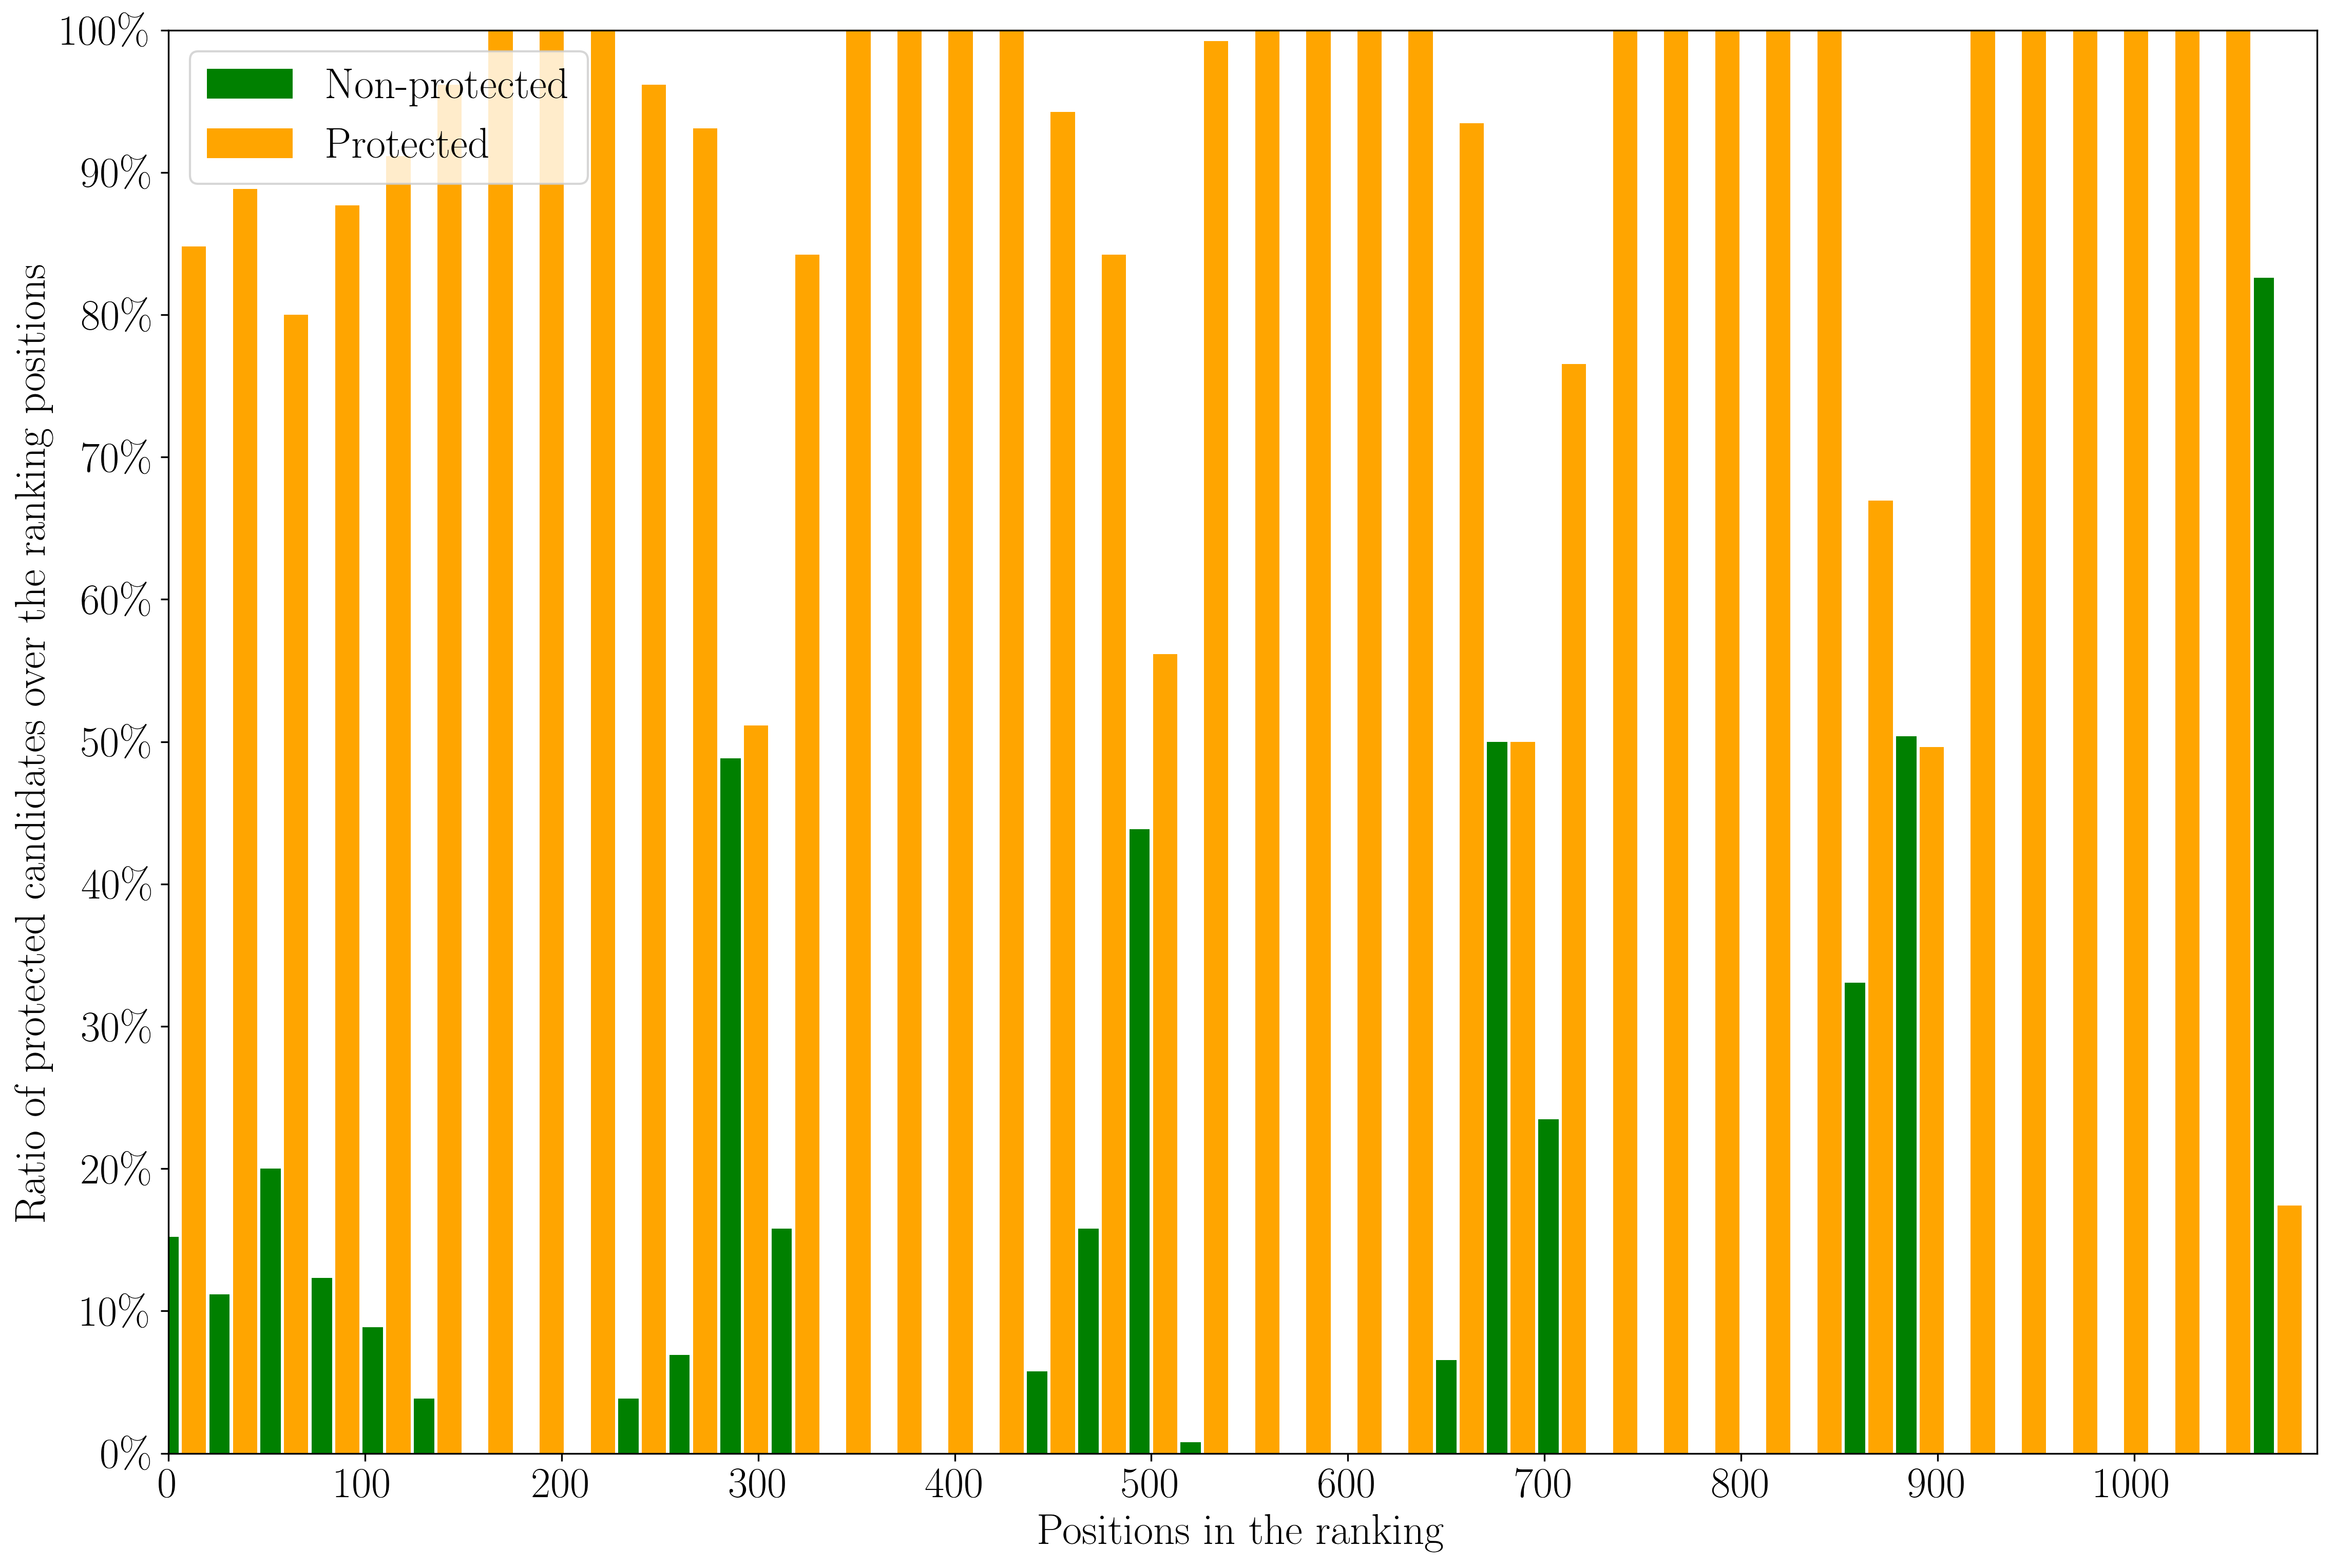 100%
90%
80%
70%
60%
50%
40%
30%
20%
10%
0%
Ratio of protected candidates over the ranking positions
Non-protected
Protected
0 100 200 300 400 500 600 700 800 900 1000
Positions in the ranking